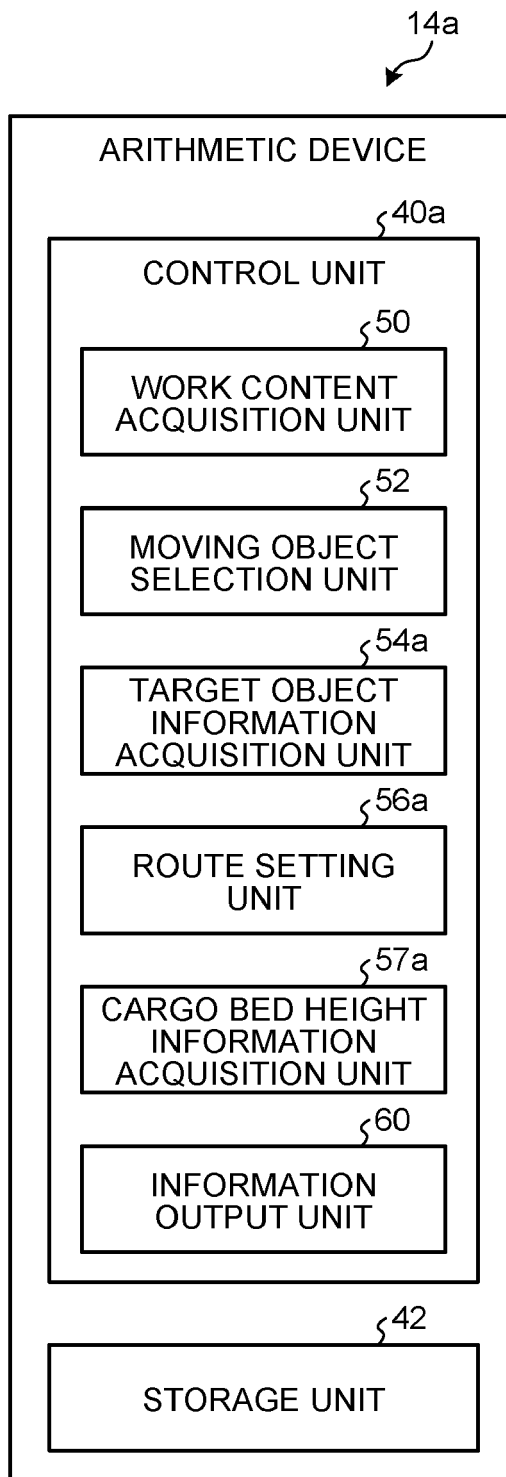 14a
ARITHMETIC DEVICE
40a
CONTROL UNIT
50
WORK CONTENT
ACQUISITION UNIT
52
MOVING OBJECT
SELECTION UNIT
54a
TARGET OBJECT
INFORMATION
ACQUISITION UNIT
56a
ROUTE SETTING
UNIT
57a
CARGO BED HEIGHT
INFORMATION
ACQUISITION UNIT
60
INFORMATION
OUTPUT UNIT
42
STORAGE UNIT